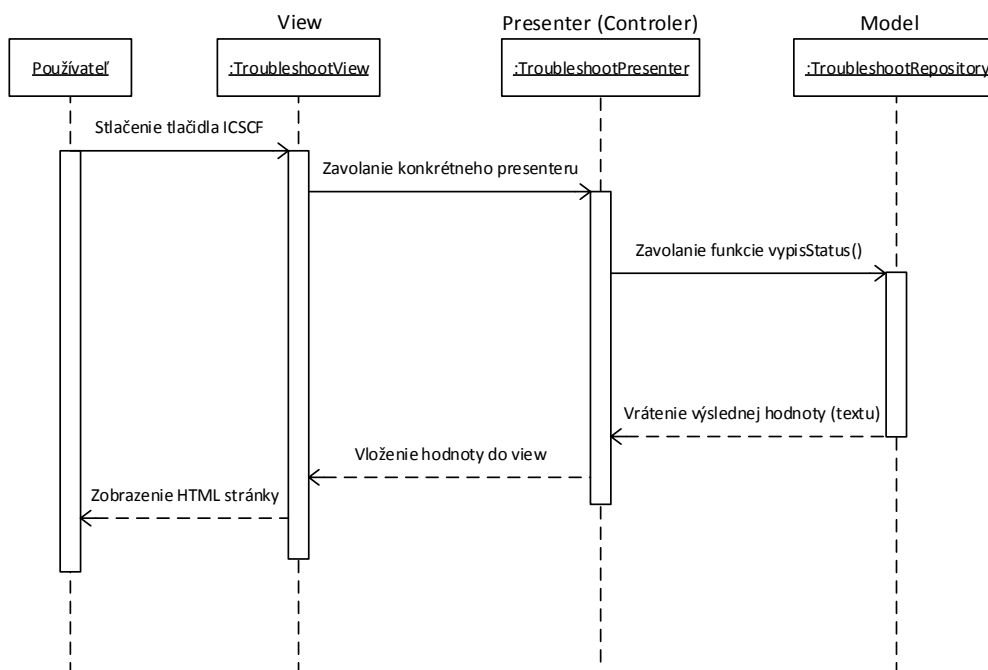 View
Presenter (Controler)
Model
Používateľ
:TroubleshootView
:TroubleshootPresenter
:TroubleshootRepository
Stlačenie tlačidla ICSCF
Zavolanie konkrétneho presenteru
Zavolanie funkcie vypisStatus()
Vrátenie výslednej hodnoty (textu)
Vloženie hodnoty do view
Zobrazenie HTML stránky